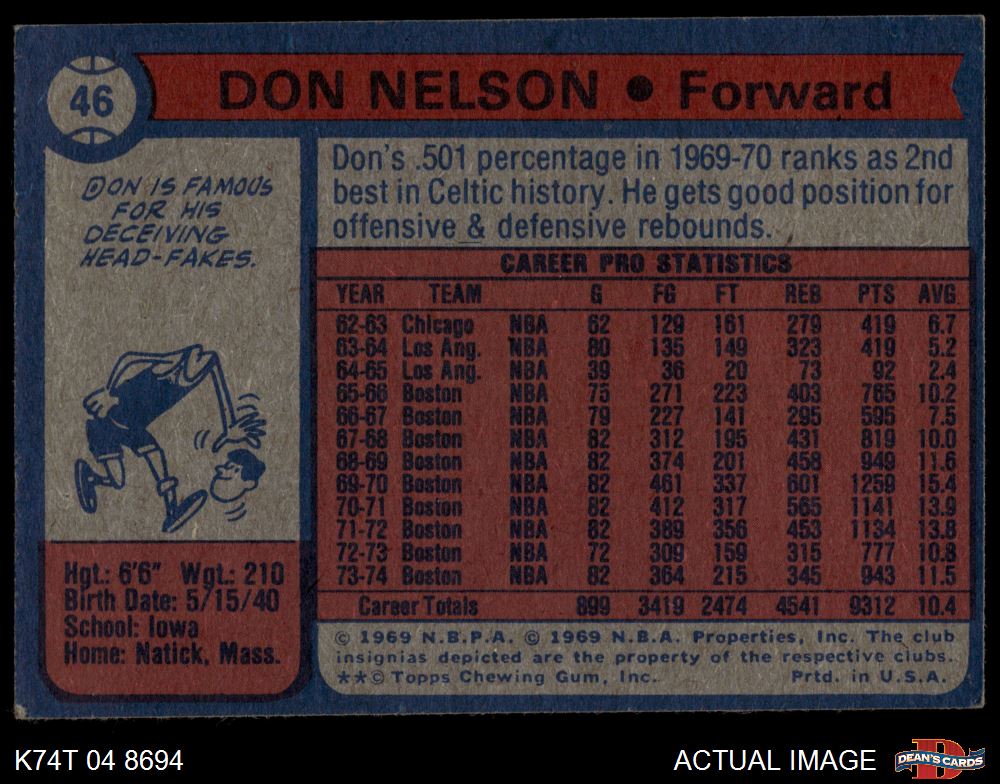 46
DON NELSON • Forward
DON IS FAMOUS
FOR HIS
DECEIVING
HEAD-FAKES.
Hgt.: 6'6" Wgt.: 210
Birth Date: 5/15/40
School: Iowa
Home: Natick, Mass.
Don's .501 percentage in 1969-70 ranks as 2nd
best in Celtic history. He gets good position for
offensive & defensive rebounds.
CAREER PRO STATISTICS
YEAR TEAM G FG FT REB PTS AVG.
62-63 Chicago NBA 62 129 161 279 419 6.7
63-64 Los Ang. NBA 80 135 149 323 419 5.2
64-65 Los Ang. NBA 39 36 20 73 92 2.4
65-66 Boston NBA 75 271 223 403 765 10.2
66-67 Boston NBA 79 227 141 295 595 7.5
67-68 Boston NBA 82 312 195 431 819 10.0
68-69 Boston NBA 82 374 201 458 949 11.6
69-70 Boston NBA 82 461 337 601 1259 15.4
70-71 Boston NBA 82 412 317 565 1141 13.9
71-72 Boston NBA 82 389 356 453 1134 13.8
72-73 Boston NBA 72 309 159 315 777 10.8
73-74 Boston NBA 82 364 215 345 943 11.5
Career Totals 899 3419 2474 4541 9312 10.4
© 1969 N.B.P.A. © 1969 N.B.A. Properties, Inc. The club
insignias depicted are the property of the respective clubs.
**© Topps Chewing Gum, Inc. Prtd. in U.S.A.
K74T 04 8694
ACTUAL IMAGE
D
DEAN'S CARDS